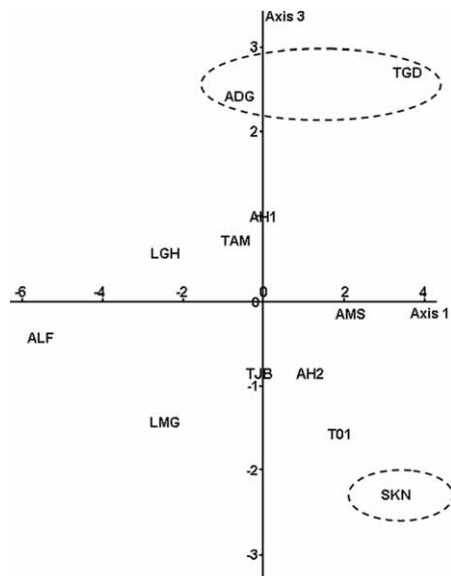 Axis 3
3
TGD
ADG
2
AH1
1
TAM
LGH
-6 -4 -2 0 0 2 4
AMS Axis 1
ALF
TJB AH2
-1
LMG
T01
-2
SKN
-3